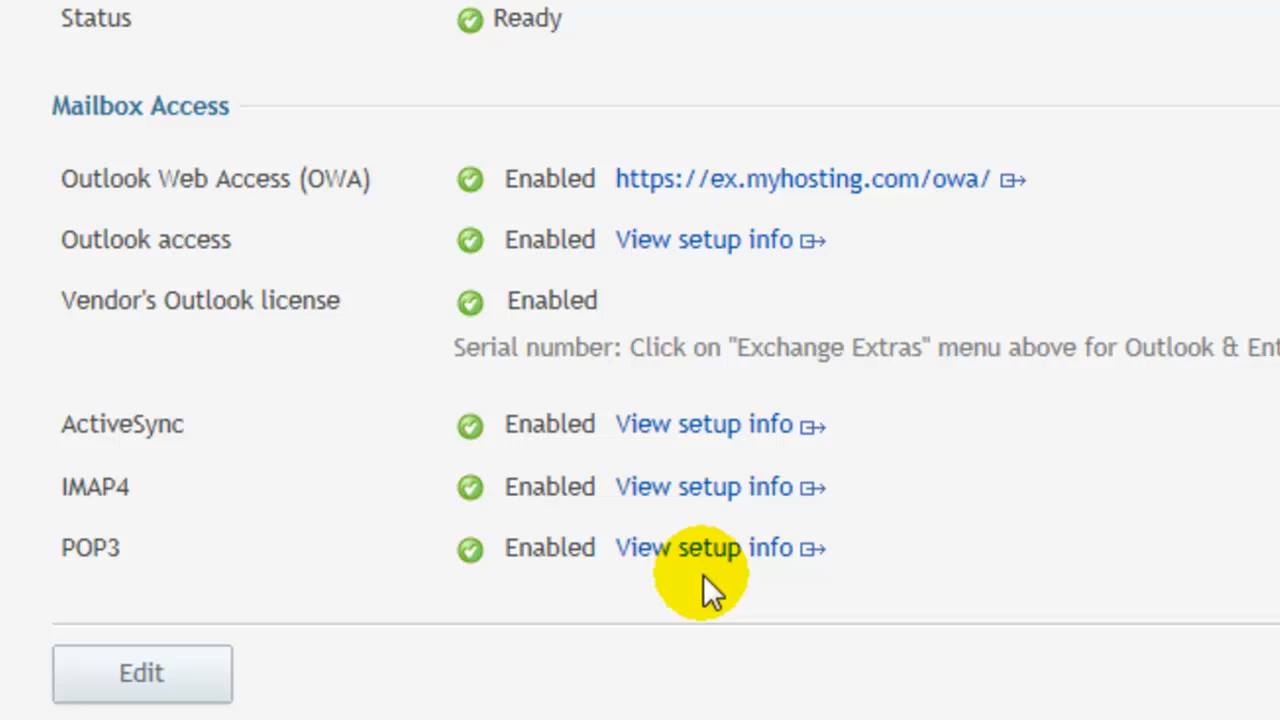 Status Ready
Mailbox Access
Outlook Web Access (OWA) Enabled https://ex.myhosting.com/owa/
Outlook access Enabled View setup info
Vendor's Outlook license Enabled
Serial number: Click on "Exchange Extras" menu above for Outlook & Ent
ActiveSync Enabled View setup info
IMAP4 Enabled View setup info
POP3 Enabled View setup info
Edit